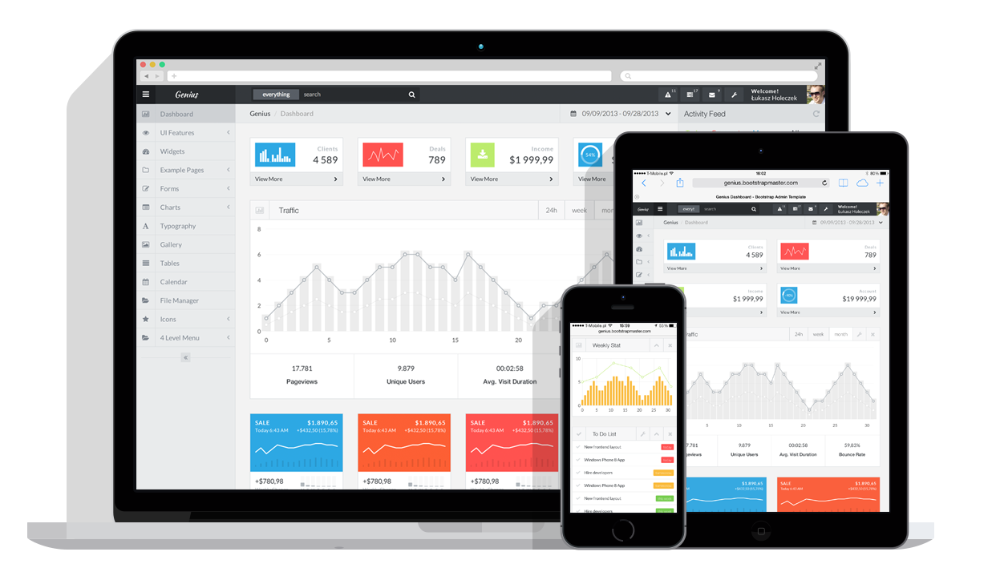 Genius
everything search
11 17 9
Welcome!
Łukasz Holeczek
Dashboard
UI Features
Widgets
Example Pages
Forms
Charts
Typography
Gallery
Tables
Calendar
File Manager
Icons
4 Level Menu
Genius / Dashboard
09/09/2013 - 09/28/2013
Activity Feed
Clients
4 589
View More
Deals
789
View More
Income
$1 999,99
View More
54%
View More
Traffic
24h week
8
6
4
2
0
0 5 10 15 20
17.781
Pageviews
9.879
Unique Users
00:02:58
Avg. Visit Duration
SALE $1.890,65
Today 6:43 AM +$432,50 (15,78%)
+$780,98
SALE $1.890,65
Today 6:43 AM +$432,50 (15,78%)
+$780,98
SALE $1.890,65
Today 6:43 AM +$432,50 (15,78%)
+$780,98
T-Mobile.pl 15:59 55%
genius.bootstrapmaster.com
Weekly Stat
10
5
0
0 5 10 15 20 25 30
To Do List
New frontend layout
Windows Phone 8 App
Hire developers
Windows Phone 8 App
New frontend layout
Hire developers
T-Mobile.pl 16:02 80%
genius.bootstrapmaster.com
Genius Dashboard - Bootstrap Admin Template
Genius
everyt search
Welcome!
Łukasz Holeczek
Genius / Dashboard
09/09/2013 - 09/28/2013
Clients
4 589
View More
Deals
789
View More
Income
$1 999,99
Account
$19 999,99
View More
24h week month
5 10 15 20 25 30
9.879
Unique Users
00:02:58
Avg. Visit Duration
59,83%
Bounce Rate
$1.890,65
+$432,50 (15,78%)
SALE $1.890,65
Today 6:43 AM +$432,50 (15,78%)